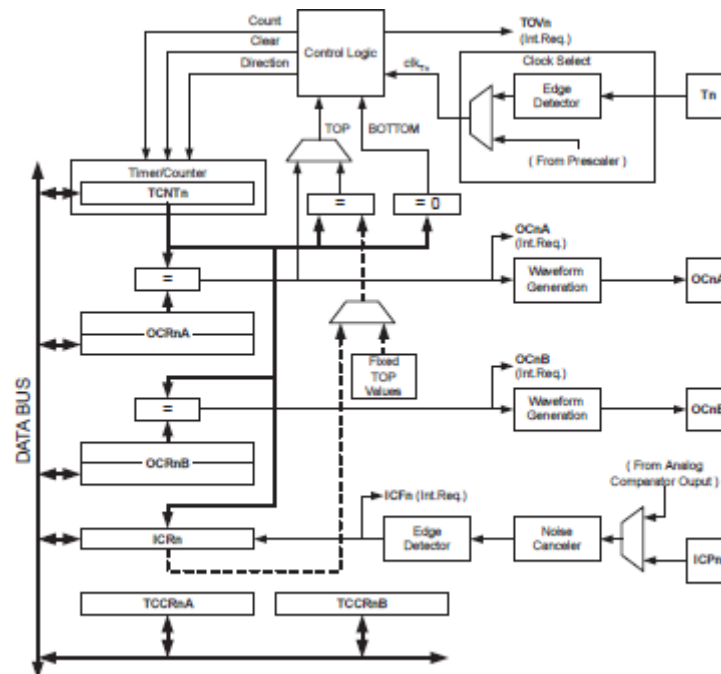 Count
Clear
Direction
Control Logic
TOVn
(Int.Req.)
clkTn
Clock Select
Edge
Detector
Tn
( From Prescaler )
TOP
BOTTOM
Timer/Counter
TCNTn
=
= 0
=
OCnA
(Int.Req.)
Waveform
Generation
OCnA
OCRnA
Fixed
TOP
Values
=
OCnB
(Int.Req.)
Waveform
Generation
OCnB
DATA BUS
OCRnB
( From Analog
Comparator Ouput )
ICFn (Int.Req.)
ICRn
Edge
Detector
Noise
Canceler
ICPn
TCCRnA
TCCRnB